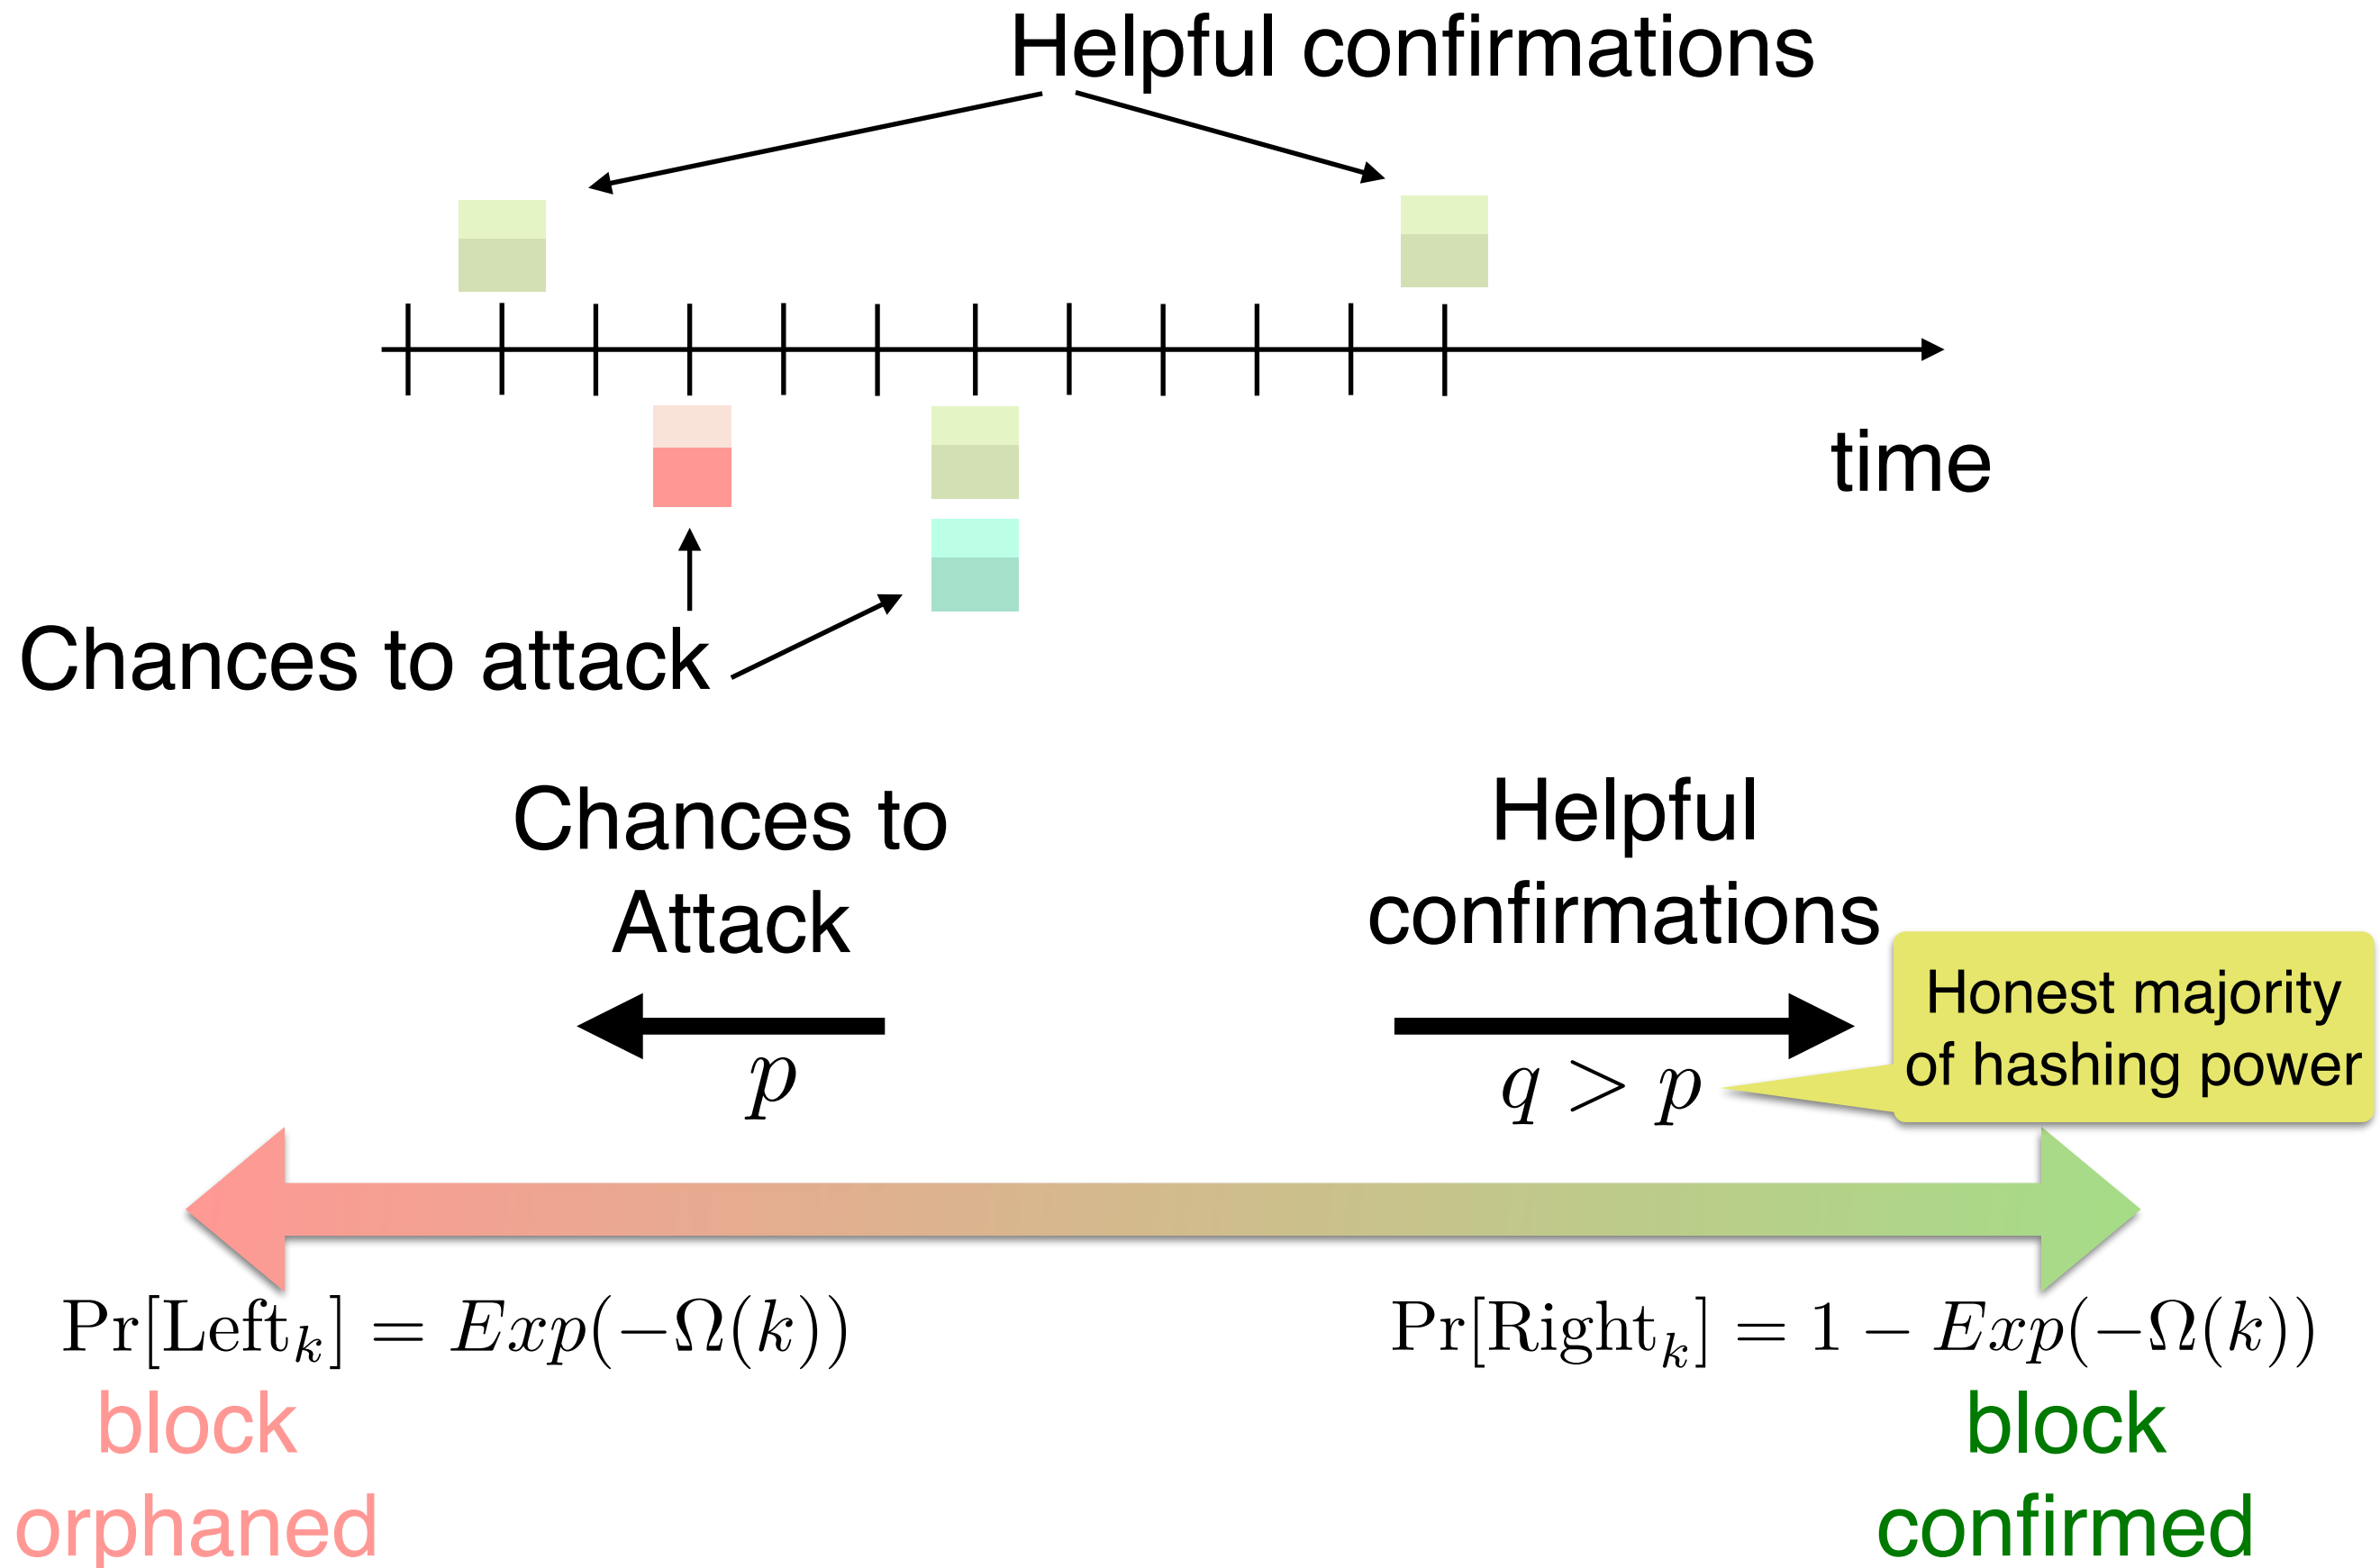 Helpful confirmations
time
Chances to attack
Chances to
Attack
Helpful
confirmations
p
q > p
Honest majority
of hashing power
Pr[Left_k] = Exp(−Ω(k))
Pr[Right_k] = 1 − Exp(−Ω(k))
block
orphaned
block
confirmed